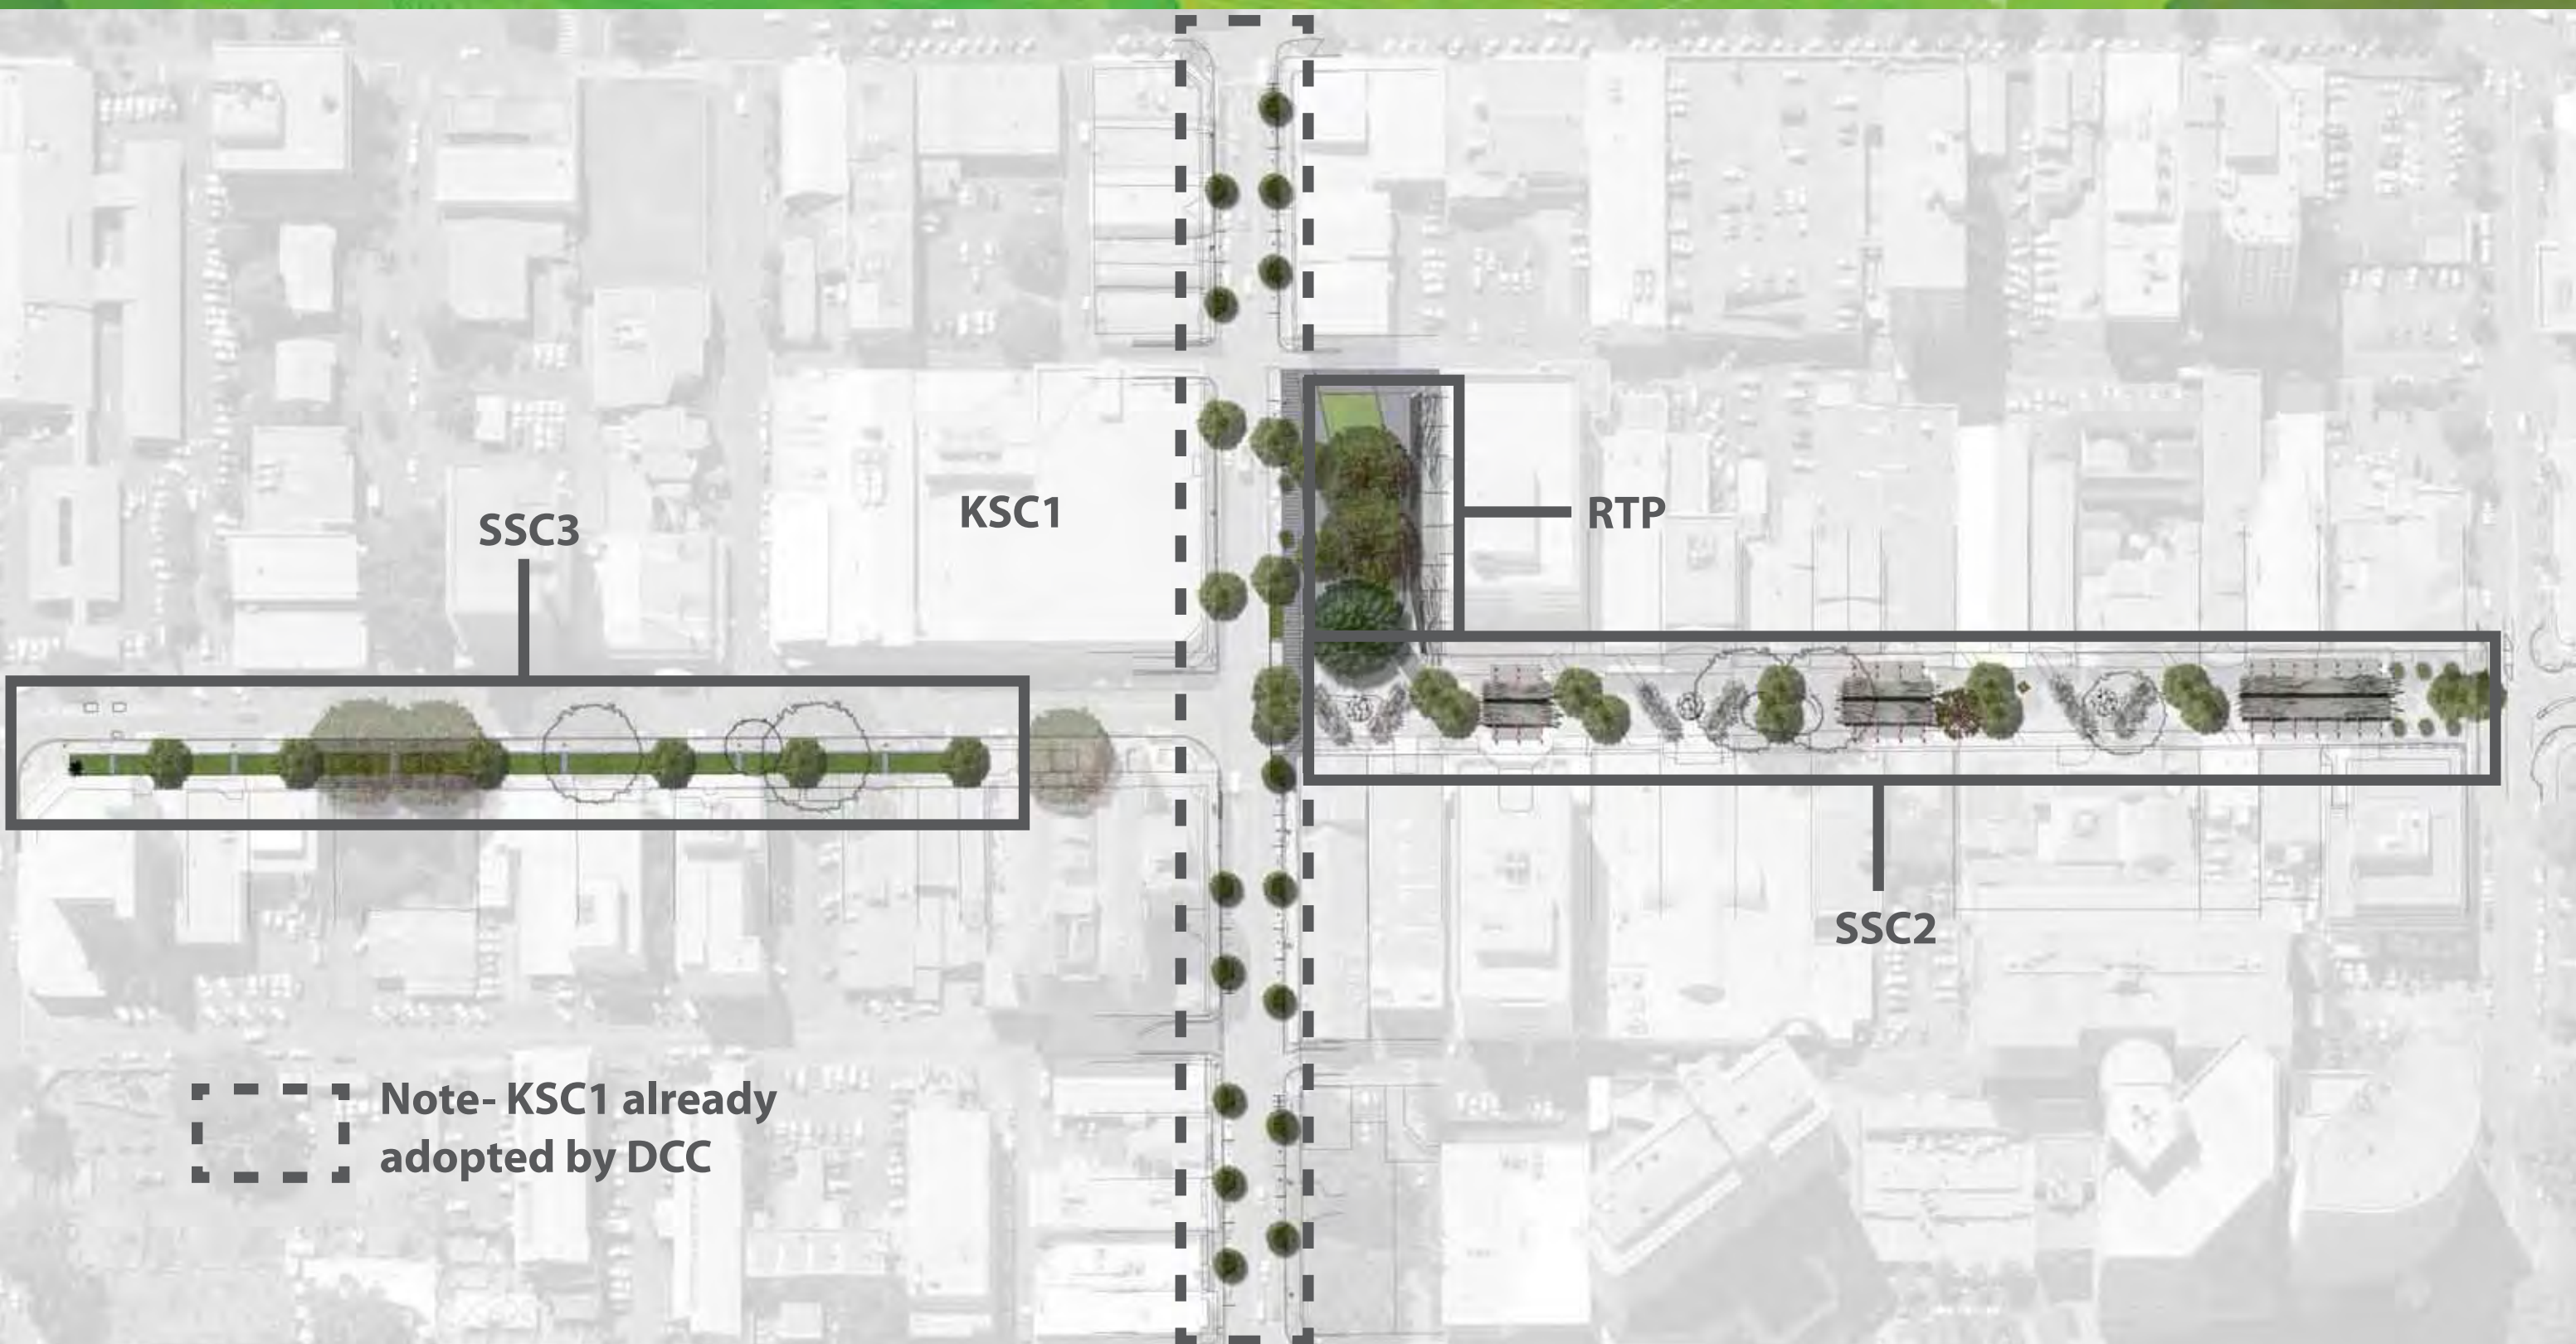 KSC1
SSC3
RTP
SSC2
Note- KSC1 already
adopted by DCC